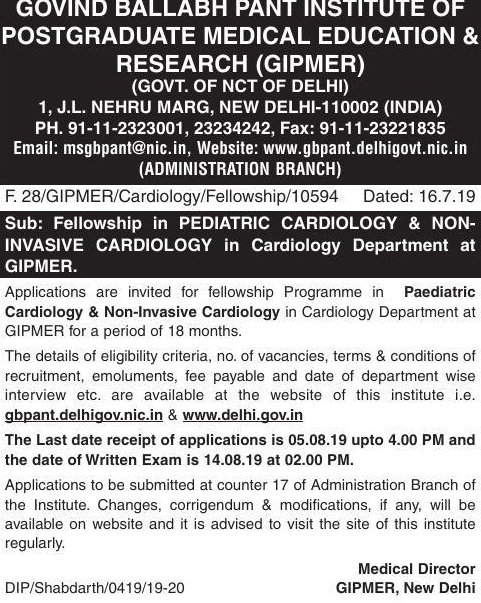 GOVIND BALLABH PANT INSTITUTE OF
POSTGRADUATE MEDICAL EDUCATION &
RESEARCH (GIPMER)
(GOVT. OF NCT OF DELHI)
1, J.L. NEHRU MARG, NEW DELHI-110002 (INDIA)
PH. 91-11-2323001, 23234242, Fax: 91-11-23221835
Email: msgbpant@nic.in, Website: www.gbpant.delhigovt.nic.in
(ADMINISTRATION BRANCH)
F. 28/GIPMER/Cardiology/Fellowship/10594 Dated: 16.7.19
Sub: Fellowship in PEDIATRIC CARDIOLOGY & NON-
INVASIVE CARDIOLOGY in Cardiology Department at
GIPMER.
Applications are invited for fellowship Programme in Paediatric
Cardiology & Non-Invasive Cardiology in Cardiology Department at
GIPMER for a period of 18 months.
The details of eligibility criteria, no. of vacancies, terms & conditions of
recruitment, emoluments, fee payable and date of department wise
interview etc. are available at the website of this institute i.e.
gbpant.delhigov.nic.in & www.delhi.gov.in
The Last date receipt of applications is 05.08.19 upto 4.00 PM and
the date of Written Exam is 14.08.19 at 02.00 PM.
Applications to be submitted at counter 17 of Administration Branch of
the Institute. Changes, corrigendum & modifications, if any, will be
available on website and it is advised to visit the site of this institute
regularly.
Medical Director
DIP/Shabdarth/0419/19-20 GIPMER, New Delhi